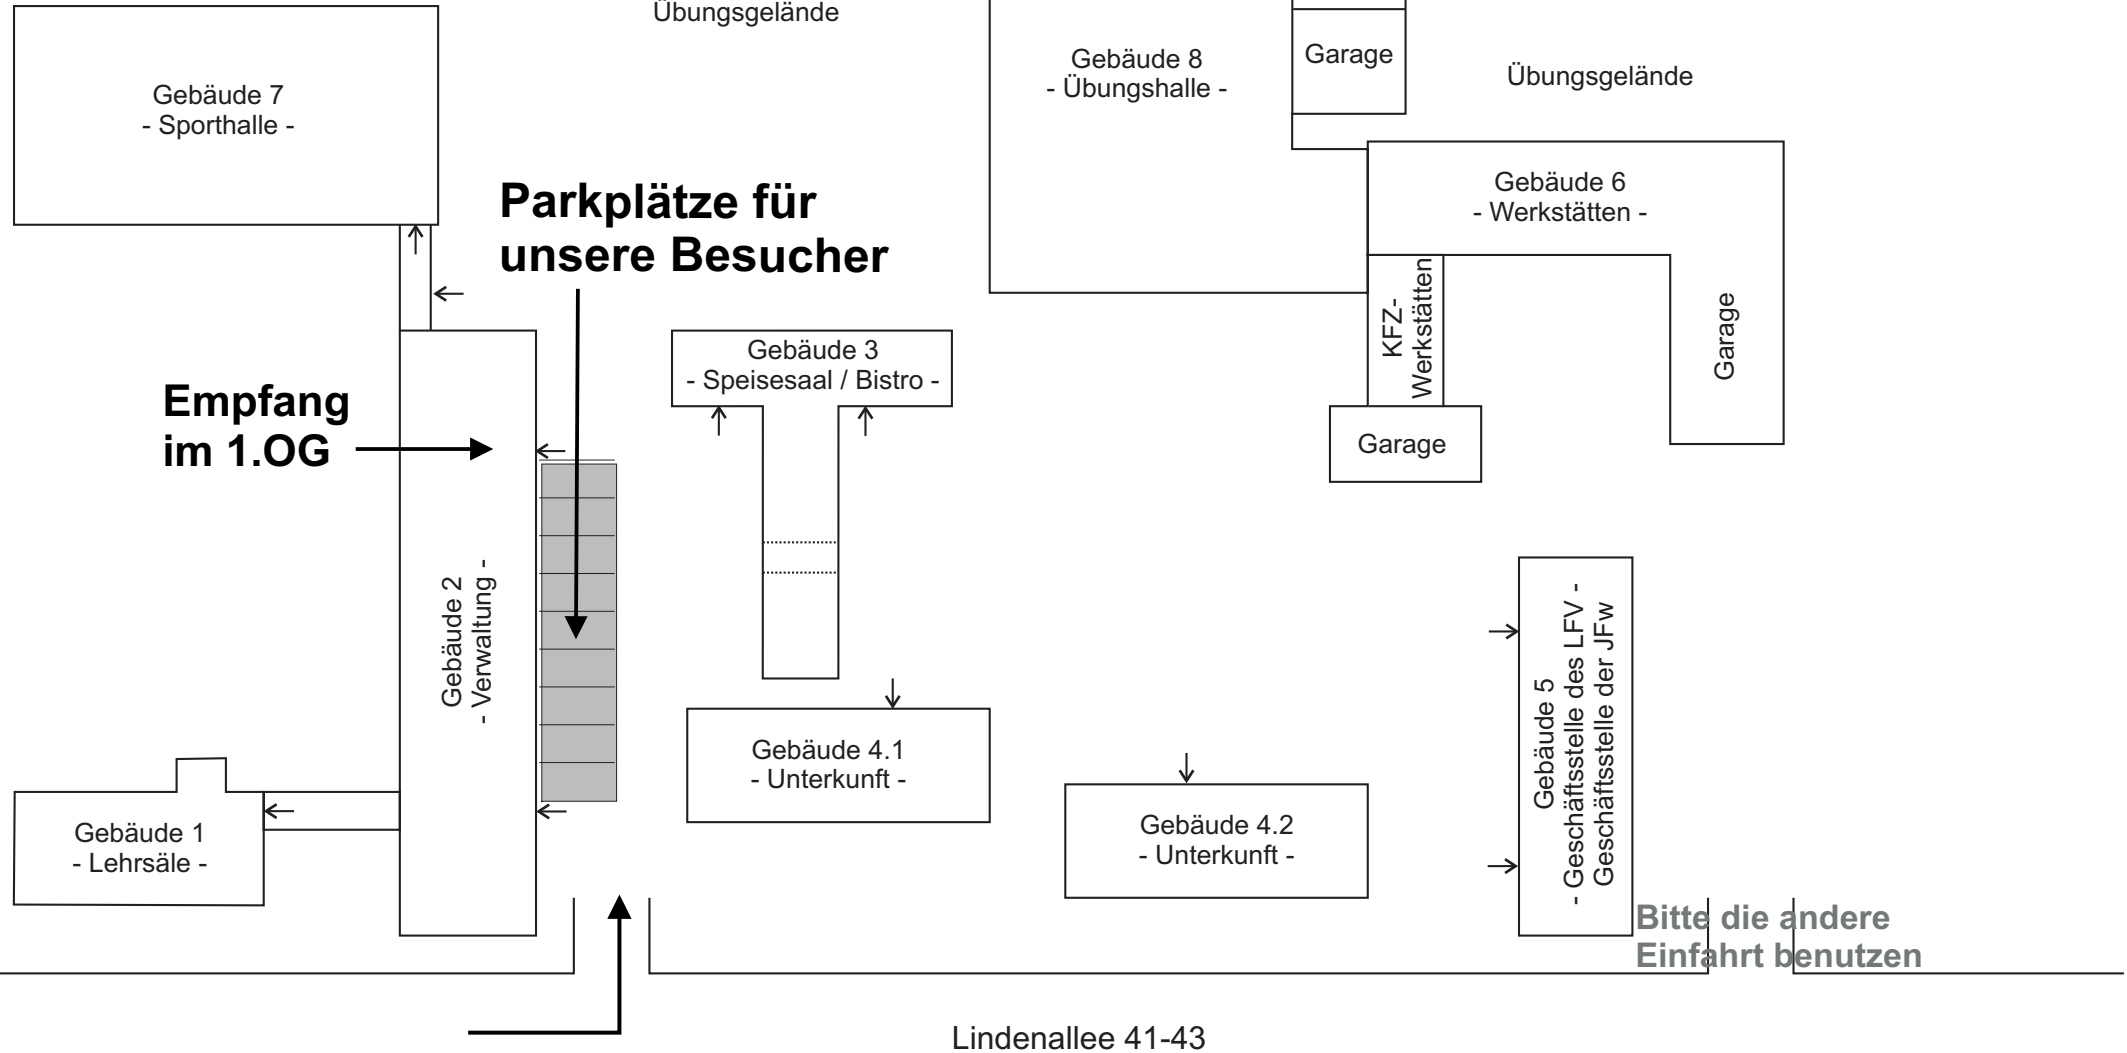 Übungsgelände
Gebäude 7
- Sporthalle -
Gebäude 8
- Übungshalle -
Garage
Übungsgelände
Gebäude 6
- Werkstätten -
Parkplätze für
unsere Besucher
KFZ-
Werkstätten
Garage
Gebäude 3
- Speisesaal / Bistro -
Empfang
im 1.OG
Garage
Gebäude 2
- Verwaltung -
Gebäude 5
- Geschäftsstelle des LFV -
Geschäftsstelle der JFw
Gebäude 4.1
- Unterkunft -
Gebäude 4.2
- Unterkunft -
Gebäude 1
- Lehrsäle -
Bitte die andere
Einfahrt benutzen
Lindenallee 41-43